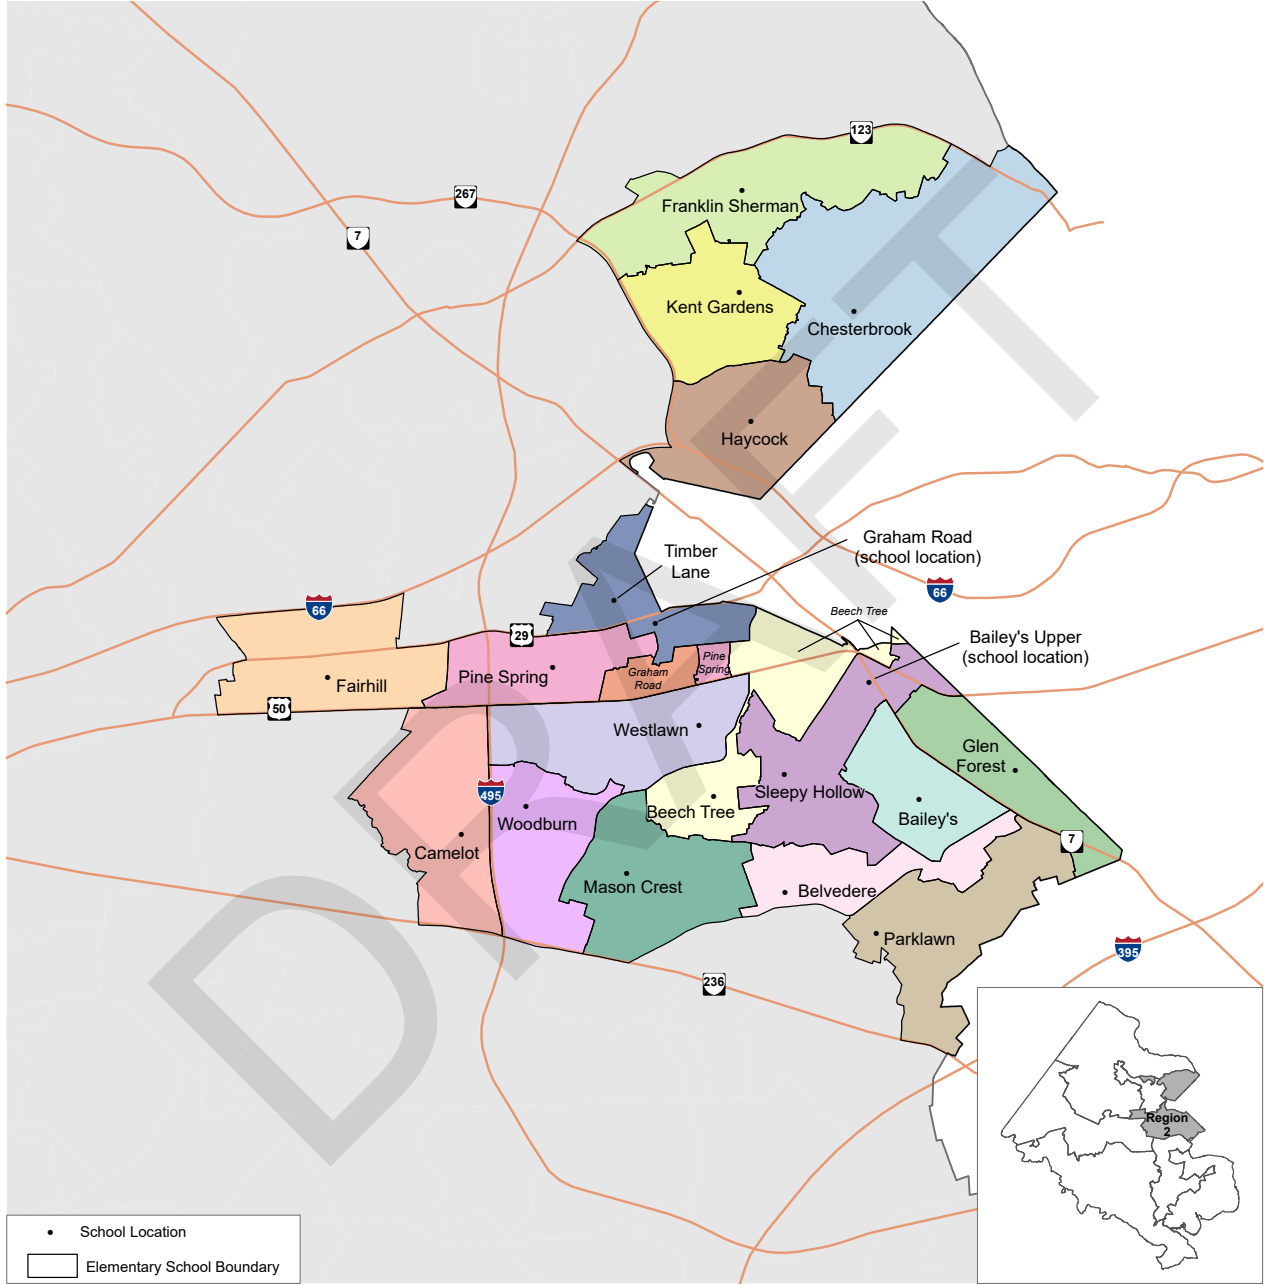 123
267
7
Franklin Sherman
Kent Gardens
Chesterbrook
Haycock
Graham Road
(school location)
Timber
Lane
66
66
Beech Tree
29
Bailey's Upper
(school location)
Pine Spring
Graham
Road
Pine
Spring
Fairhill
50
Westlawn
Glen
Forest
495
Sleepy Hollow
Beech Tree
Woodburn
Bailey's
7
Camelot
Mason Crest
Belvedere
Parklawn
395
236
DRAFT
Region
2
School Location
Elementary School Boundary